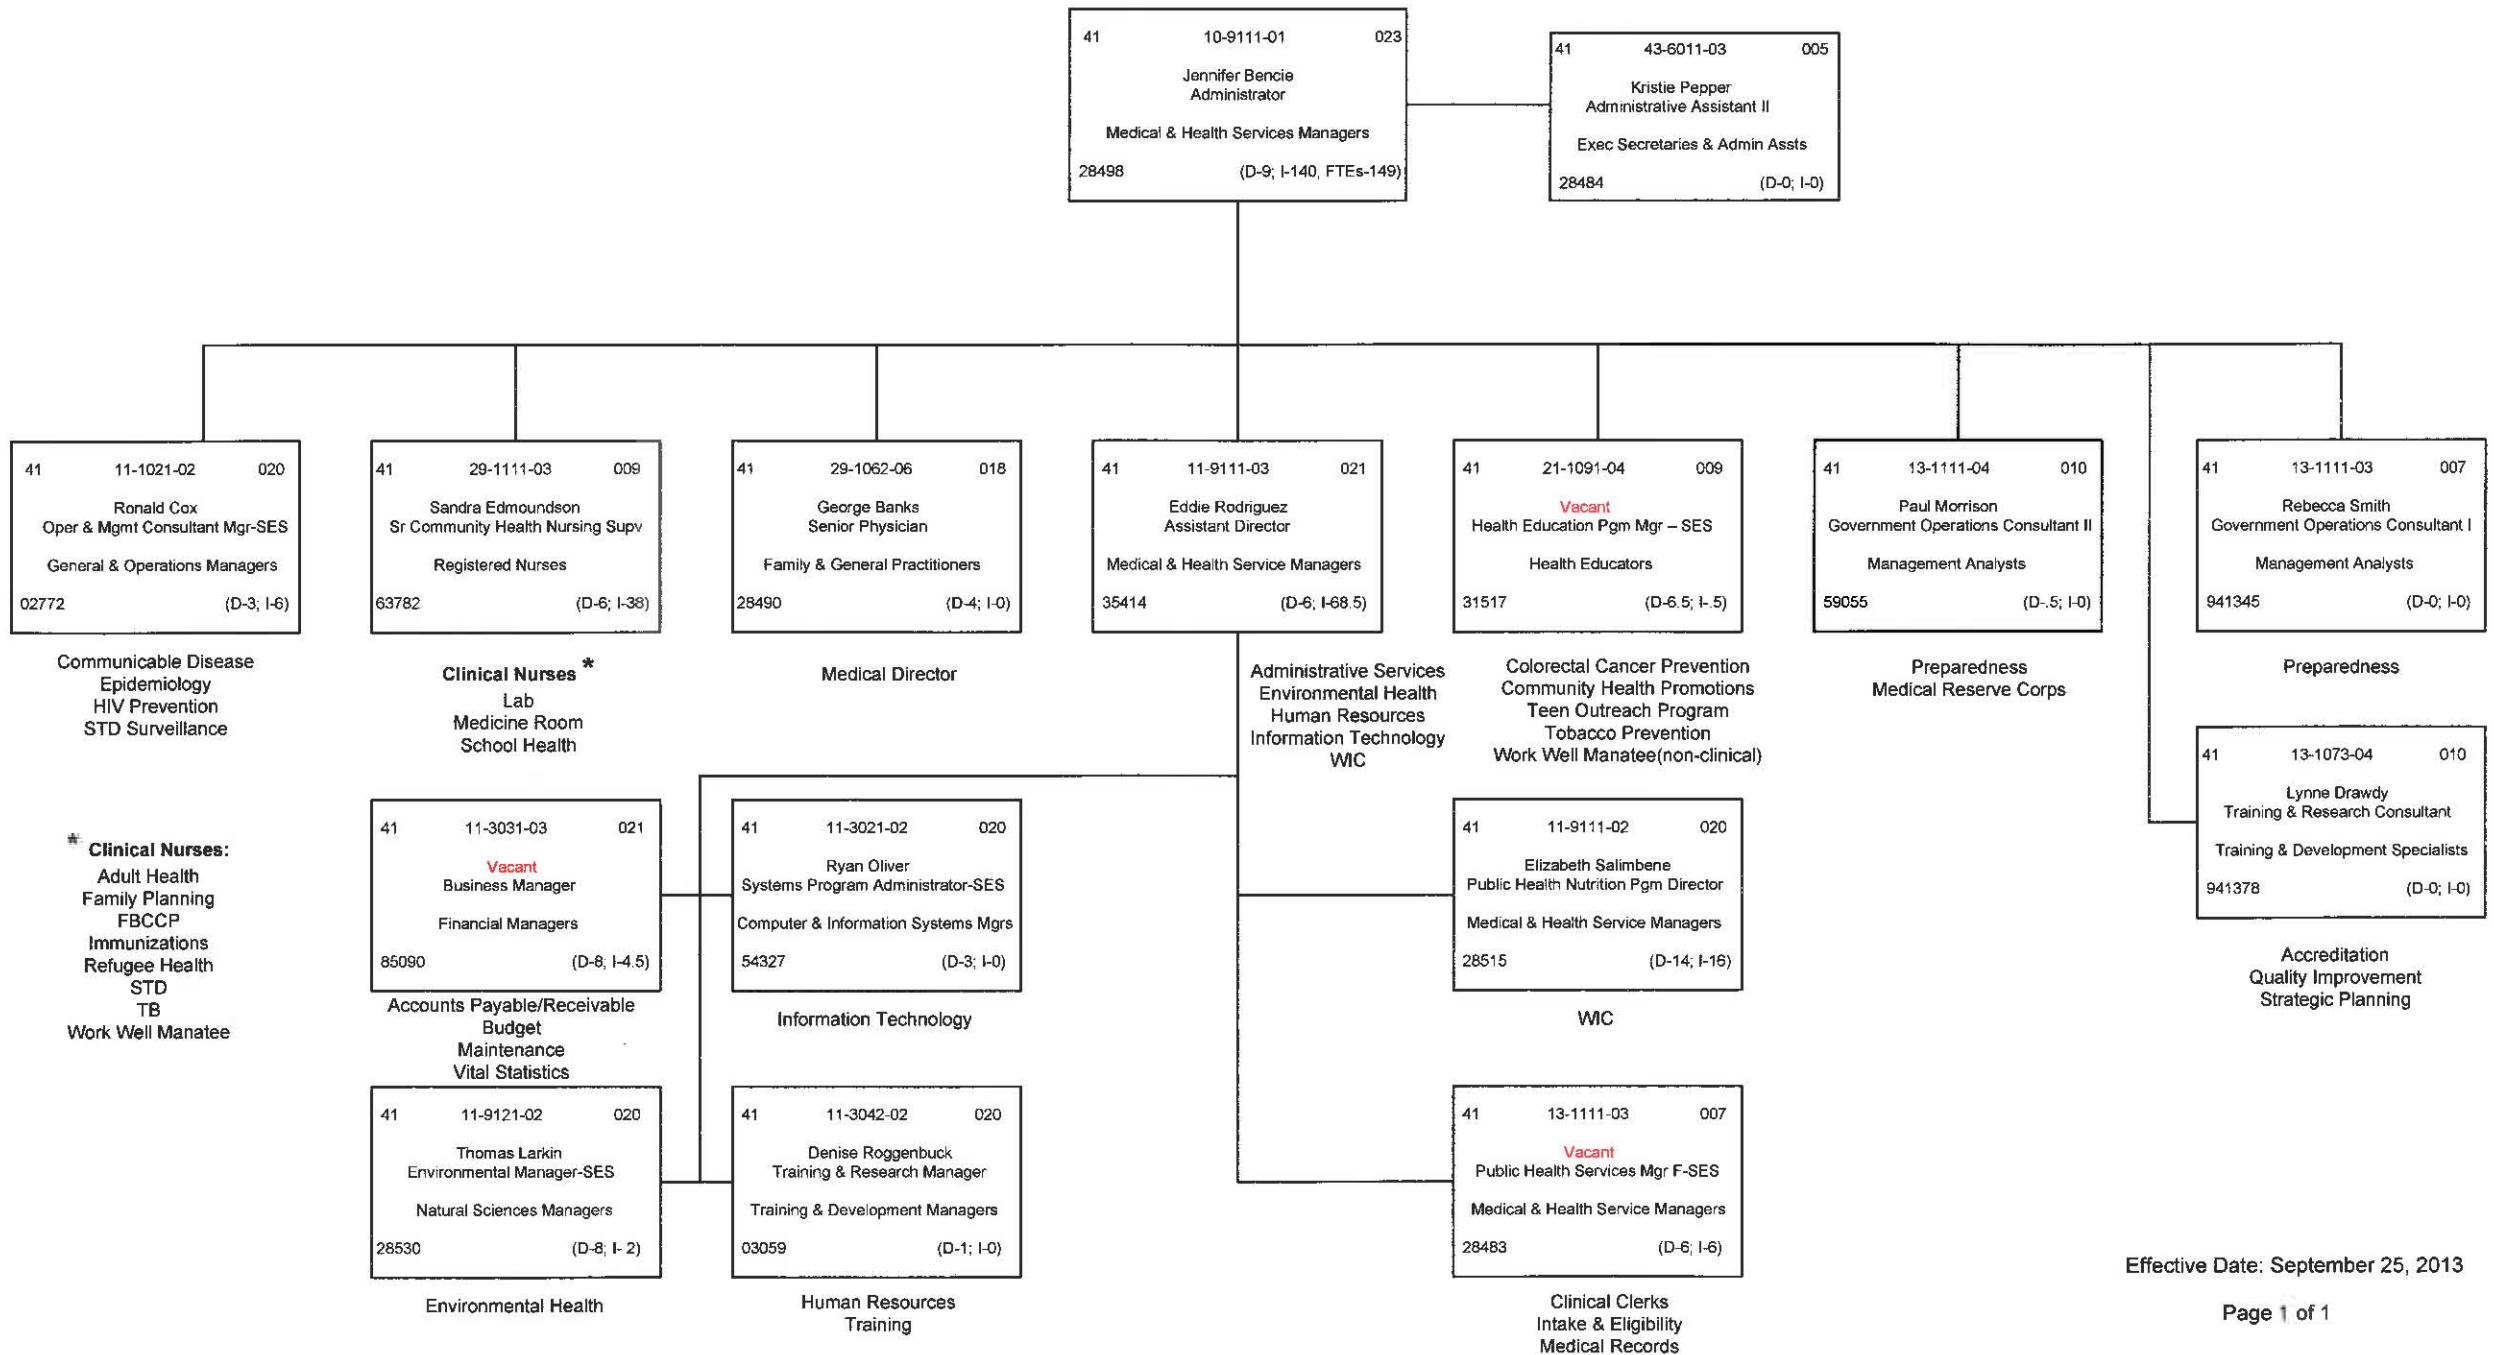 41 10-9111-01 023
Jennifer Bencie
Administrator
Medical & Health Services Managers
28498 (D-9; I-140, FTEs-149)
41 43-6011-03 005
Kristie Pepper
Administrative Assistant II
Exec Secretaries & Admin Assts
28484 (D-0; I-0)
41 11-1021-02 020
Ronald Cox
Oper & Mgmt Consultant Mgr-SES
General & Operations Managers
02772 (D-3; I-6)
Communicable Disease
Epidemiology
HIV Prevention
STD Surveillance
41 29-1111-03 009
Sandra Edmoundson
Sr Community Health Nursing Supv
Registered Nurses
63782 (D-6; I-38)
Clinical Nurses *
Lab
Medicine Room
School Health
41 29-1062-06 018
George Banks
Senior Physician
Family & General Practitioners
28490 (D-4; I-0)
Medical Director
41 11-9111-03 021
Eddie Rodriguez
Assistant Director
Medical & Health Service Managers
35414 (D-6; I-68.5)
Administrative Services
Environmental Health
Human Resources
Information Technology
WIC
41 21-1091-04 009
Vacant
Health Education Pgm Mgr – SES
Health Educators
31517 (D-6.5; I-.5)
Colorectal Cancer Prevention
Community Health Promotions
Teen Outreach Program
Tobacco Prevention
Work Well Manatee(non-clinical)
41 13-1111-04 010
Paul Morrison
Government Operations Consultant II
Management Analysts
59055 (D-.5; I-0)
Preparedness
Medical Reserve Corps
41 13-1111-03 007
Rebecca Smith
Government Operations Consultant I
Management Analysts
941345 (D-0; I-0)
Preparedness
41 13-1073-04 010
Lynne Drawdy
Training & Research Consultant
Training & Development Specialists
941378 (D-0; I-0)
Accreditation
Quality Improvement
Strategic Planning
* Clinical Nurses:
Adult Health
Family Planning
FBCCP
Immunizations
Refugee Health
STD
TB
Work Well Manatee
41 11-3031-03 021
Vacant
Business Manager
Financial Managers
85090 (D-8; I-4.5)
Accounts Payable/Receivable
Budget
Maintenance
Vital Statistics
41 11-3021-02 020
Ryan Oliver
Systems Program Administrator-SES
Computer & Information Systems Mgrs
54327 (D-3; I-0)
Information Technology
41 11-9111-02 020
Elizabeth Salimbene
Public Health Nutrition Pgm Director
Medical & Health Service Managers
28515 (D-14; I-16)
WIC
41 11-9121-02 020
Thomas Larkin
Environmental Manager-SES
Natural Sciences Managers
28530 (D-8; I- 2)
Environmental Health
41 11-3042-02 020
Denise Roggenbuck
Training & Research Manager
Training & Development Managers
03059 (D-1; I-0)
Human Resources
Training
41 13-1111-03 007
Vacant
Public Health Services Mgr F-SES
Medical & Health Service Managers
28483 (D-6; I-6)
Clinical Clerks
Intake & Eligibility
Medical Records
Effective Date: September 25, 2013
Page 1 of 1